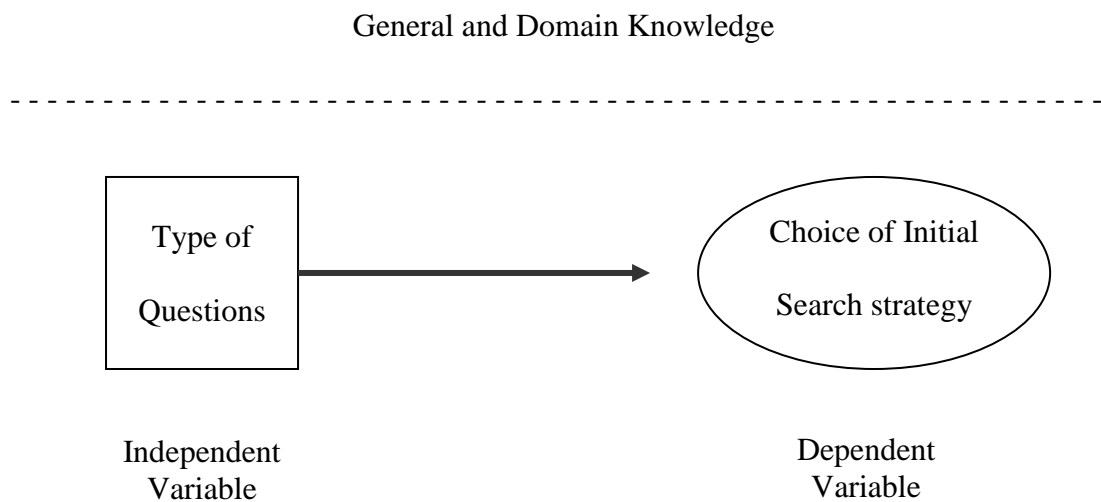 General and Domain Knowledge
Type of
Questions
Choice of Initial
Search strategy
Independent
Variable
Dependent
Variable